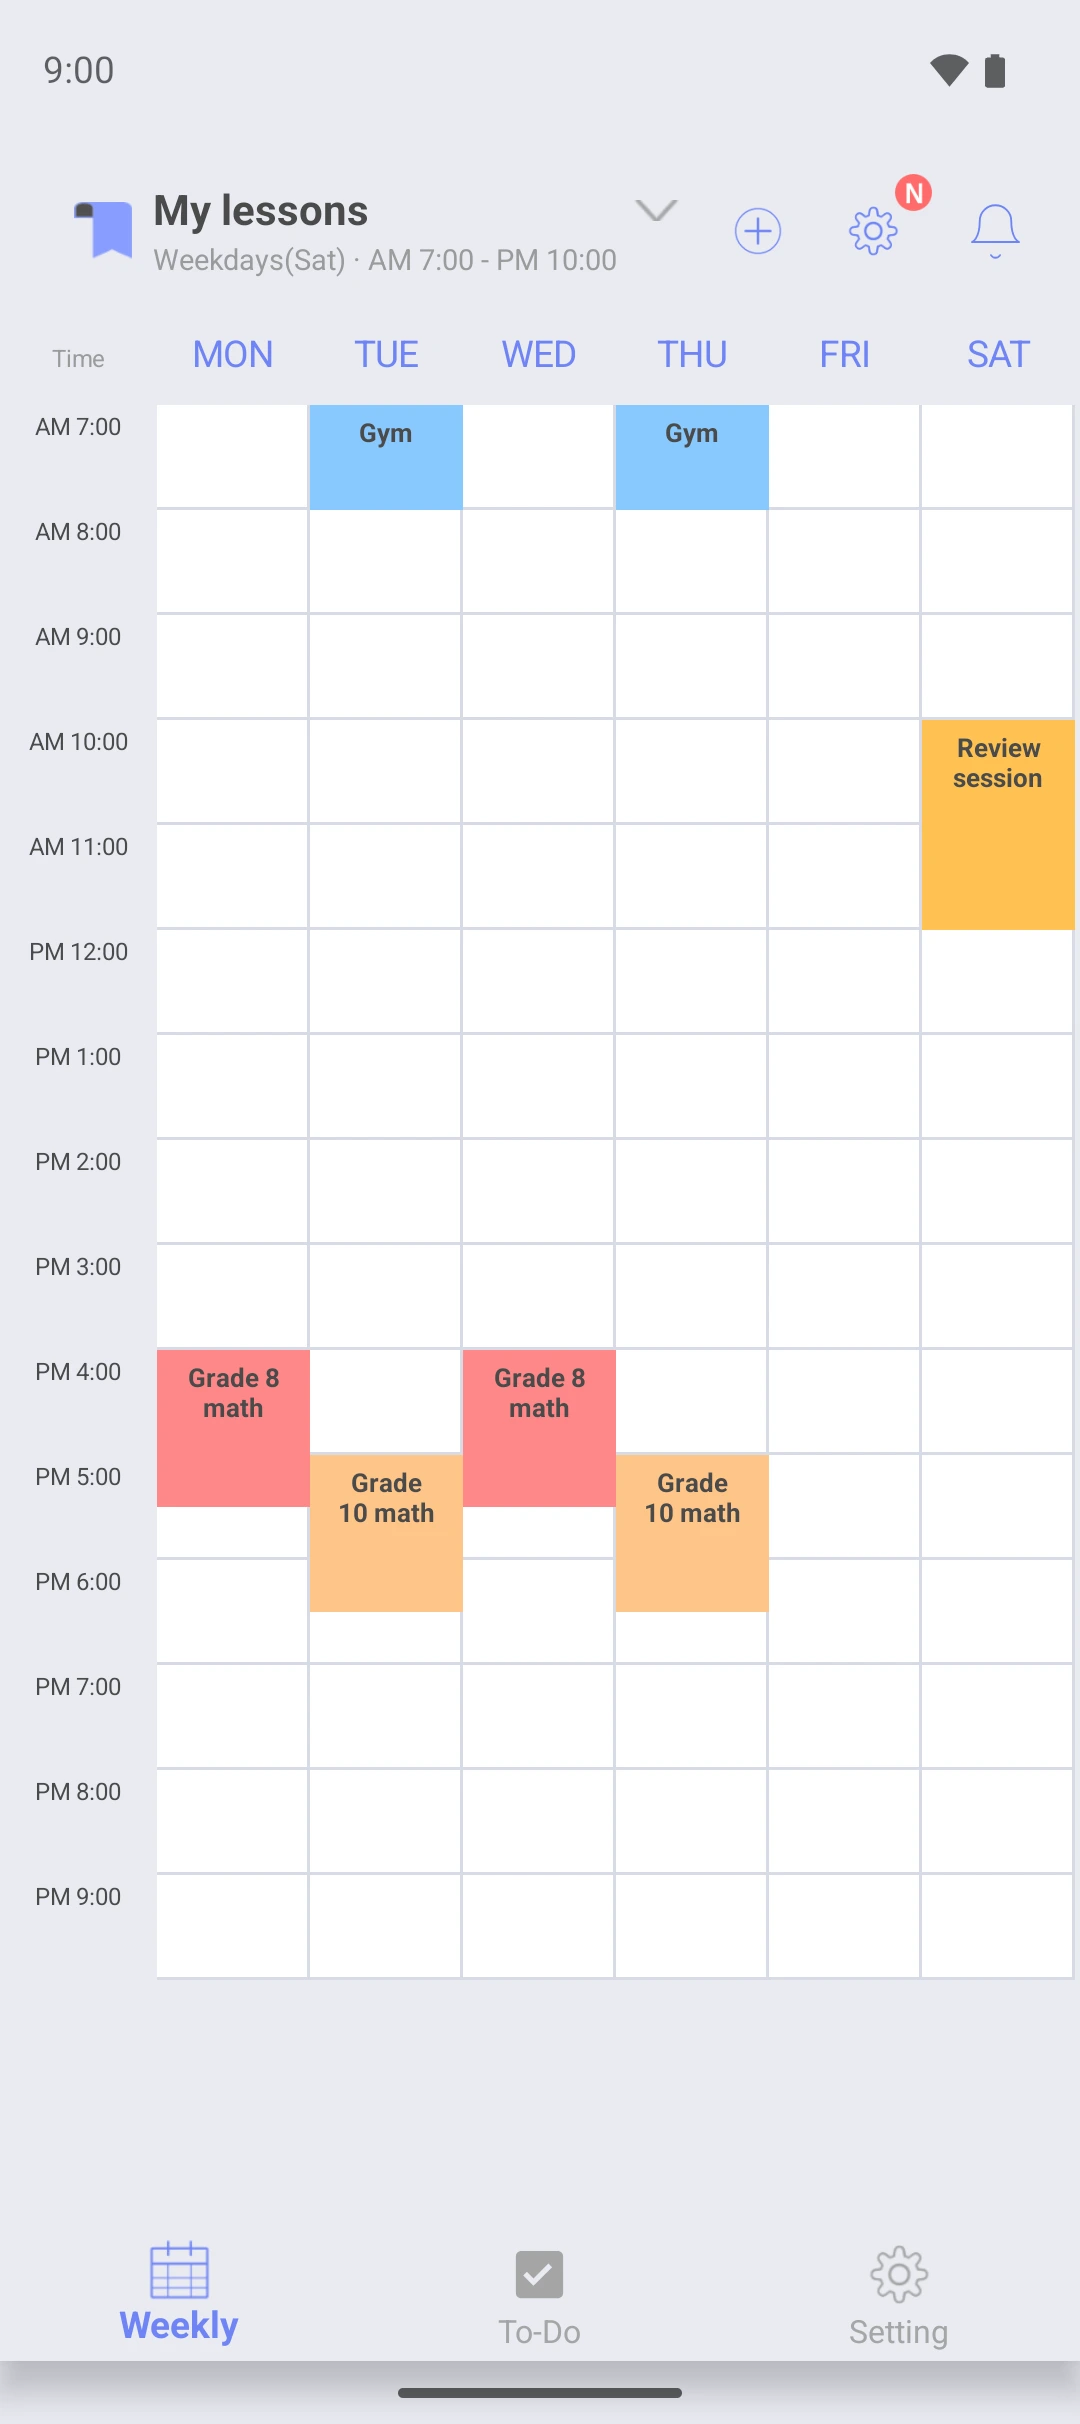 9:00
My lessons
N
Weekdays(Sat) · AM 7:00 - PM 10:00
Time MON TUE WED THU FRI SAT
AM 7:00 Gym Gym
AM 8:00
AM 9:00
AM 10:00 Review
session
AM 11:00
PM 12:00
PM 1:00
PM 2:00
PM 3:00
PM 4:00 Grade 8 Grade 8
math math
PM 5:00 Grade Grade
10 math 10 math
PM 6:00
PM 7:00
PM 8:00
PM 9:00
Weekly To-Do Setting